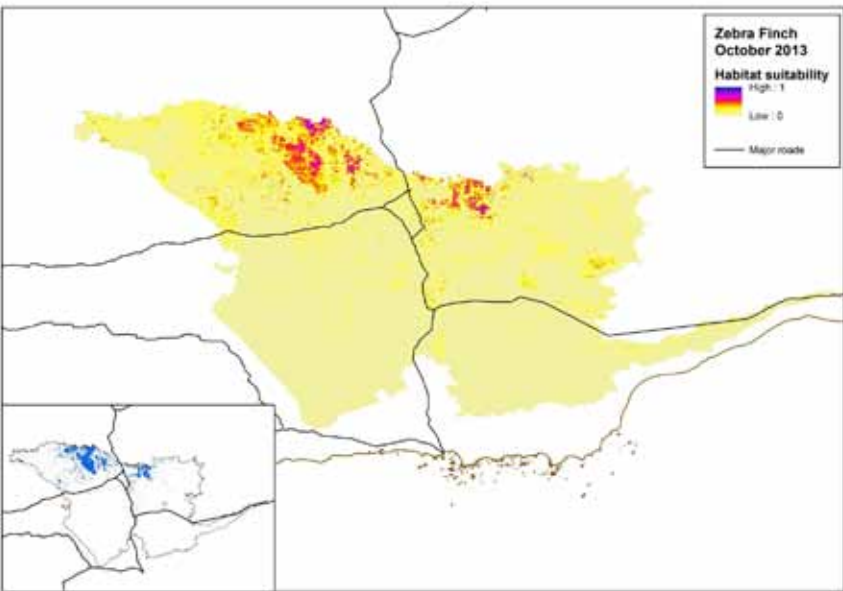 Zebra Finch
October 2013
Habitat suitability
High : 1
Low : 0
Major roads